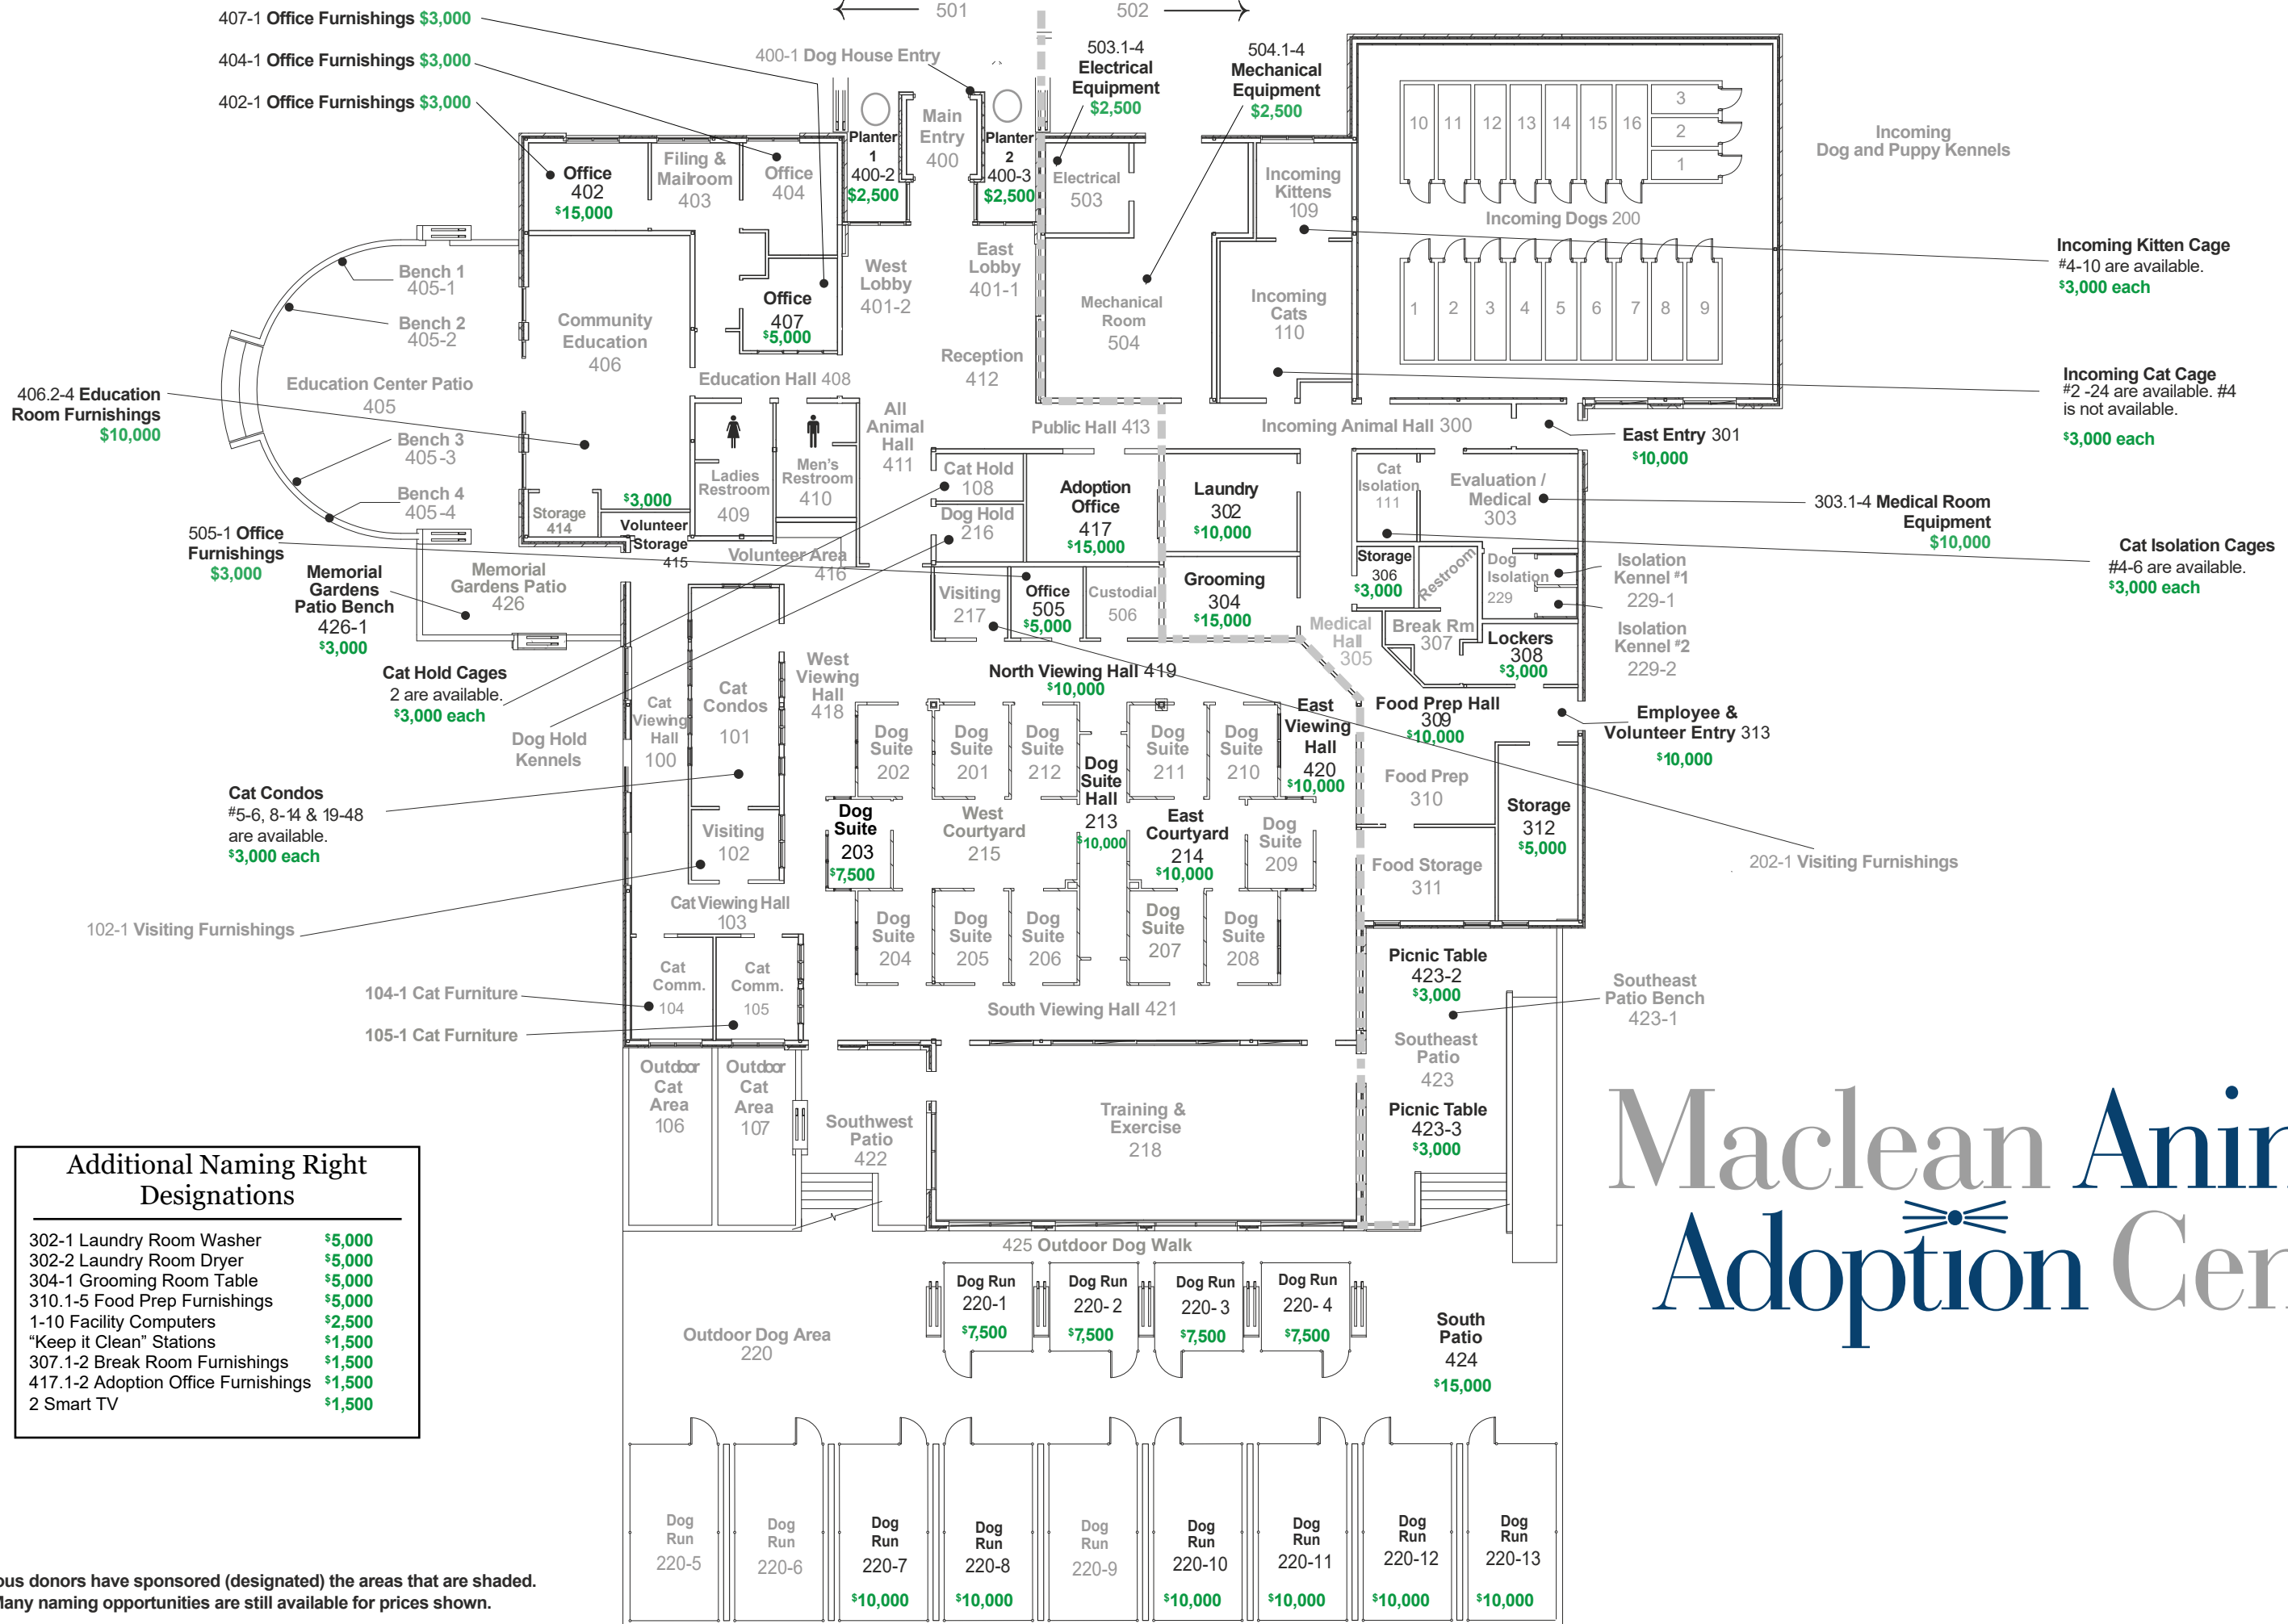 407-1 Office Furnishings $3,000
404-1 Office Furnishings $3,000
402-1 Office Furnishings $3,000
501
502
400-1 Dog House Entry
503.1-4
Electrical
Equipment
$2,500
504.1-4
Mechanical
Equipment
$2,500
Planter
1
400-2
$2,500
Main
Entry
400
Planter
2
400-3
$2,500
Office
402
$15,000
Filing &
Mailroom
403
Office
404
Electrical
503
Incoming
Kittens
109
10 11 12 13 14 15 16
3
2
1
Incoming
Dog and Puppy Kennels
Incoming Dogs 200
1 2 3 4 5 6 7 8 9
Incoming Kitten Cage
#4-10 are available.
$3,000 each
Bench 1
405-1
Bench 2
405-2
Education Center Patio
405
Bench 3
405-3
Bench 4
405-4
Community
Education
406
Office
407
$5,000
West
Lobby
401-2
East
Lobby
401-1
Reception
412
Mechanical
Room
504
Incoming
Cats
110
Incoming Cat Cage
#2 -24 are available. #4
is not available.
$3,000 each
406.2-4 Education
Room Furnishings
$10,000
Education Hall 408
All
Animal
Hall
411
Public Hall 413
Incoming Animal Hall 300
East Entry 301
$10,000
Ladies
Restroom
409
Men's
Restroom
410
Storage
414
$3,000
Volunteer
Storage
415
Volunteer Area
416
Cat Hold
108
Dog Hold
216
Adoption
Office
417
$15,000
Laundry
302
$10,000
Cat
Isolation
111
Evaluation /
Medical
303
303.1-4 Medical Room
Equipment
$10,000
Cat Isolation Cages
#4-6 are available.
$3,000 each
505-1 Office
Furnishings
$3,000
Memorial
Gardens
Patio Bench
426-1
$3,000
Memorial
Gardens Patio
426
Visiting
217
Office
505
$5,000
Custodial
506
Grooming
304
$15,000
Storage
306
$3,000
Restroom
Dog
Isolation
229
Isolation
Kennel #1
229-1
Isolation
Kennel #2
229-2
Medical
Hall
305
Break Rm
307
Lockers
308
$3,000
Cat Hold Cages
2 are available.
$3,000 each
Dog Hold
Kennels
Cat
Viewing
Hall
100
Cat
Condos
101
West
Viewing
Hall
418
North Viewing Hall 419
$10,000
East
Viewing
Hall
420
$10,000
Food Prep Hall
309
$10,000
Employee &
Volunteer Entry 313
$10,000
Dog
Suite
202
Dog
Suite
201
Dog
Suite
212
Dog
Suite
Hall
213
$10,000
Dog
Suite
211
Dog
Suite
210
Food Prep
310
Storage
312
$5,000
Cat Condos
#5-6, 8-14 & 19-48
are available.
$3,000 each
Visiting
102
Dog
Suite
203
$7,500
West
Courtyard
215
East
Courtyard
214
$10,000
Dog
Suite
209
Food Storage
311
202-1 Visiting Furnishings
102-1 Visiting Furnishings
Cat Viewing Hall
103
Dog
Suite
204
Dog
Suite
205
Dog
Suite
206
Dog
Suite
207
Dog
Suite
208
Cat
Comm.
104
Cat
Comm.
105
104-1 Cat Furniture
105-1 Cat Furniture
South Viewing Hall 421
Picnic Table
423-2
$3,000
Southeast
Patio Bench
423-1
Southeast
Patio
423
Picnic Table
423-3
$3,000
Outdoor
Cat
Area
106
Outdoor
Cat
Area
107
Southwest
Patio
422
Training &
Exercise
218
Maclean Ani
Adoption Cen
Additional Naming Right
Designations
302-1 Laundry Room Washer $5,000
302-2 Laundry Room Dryer $5,000
304-1 Grooming Room Table $5,000
310.1-5 Food Prep Furnishings $5,000
1-10 Facility Computers $2,500
“Keep it Clean” Stations $1,500
307.1-2 Break Room Furnishings $1,500
417.1-2 Adoption Office Furnishings $1,500
2 Smart TV $1,500
425 Outdoor Dog Walk
Dog Run
220-1
$7,500
Dog Run
220- 2
$7,500
Dog Run
220- 3
$7,500
Dog Run
220- 4
$7,500
Outdoor Dog Area
220
South
Patio
424
$15,000
Dog
Run
220-5
Dog
Run
220-6
Dog
Run
220-7
$10,000
Dog
Run
220-8
$10,000
Dog
Run
220-9
Dog
Run
220-10
$10,000
Dog
Run
220-11
$10,000
Dog
Run
220-12
$10,000
Dog
Run
220-13
$10,000
ous donors have sponsored (designated) the areas that are shaded.
Many naming opportunities are still available for prices shown.